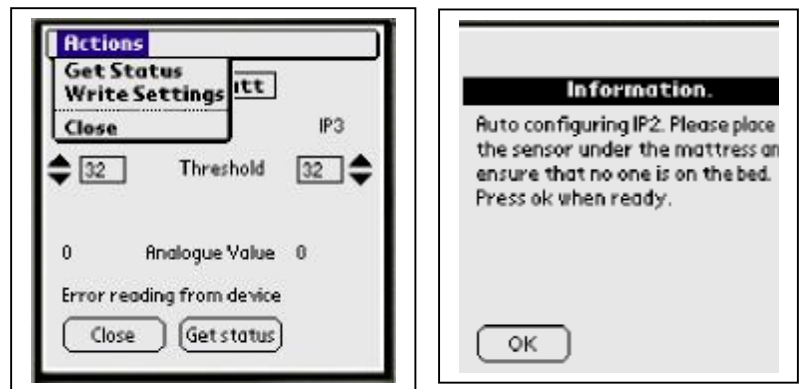 Actions
Get Status
Write Settings
Close
IP3
32 Threshold 32
0 Analogue Value 0
Error reading from device
Close Get status
Information.
Auto configuring IP2. Please place
the sensor under the mattress
ensure that no one is on the bed.
Press ok when ready.
OK